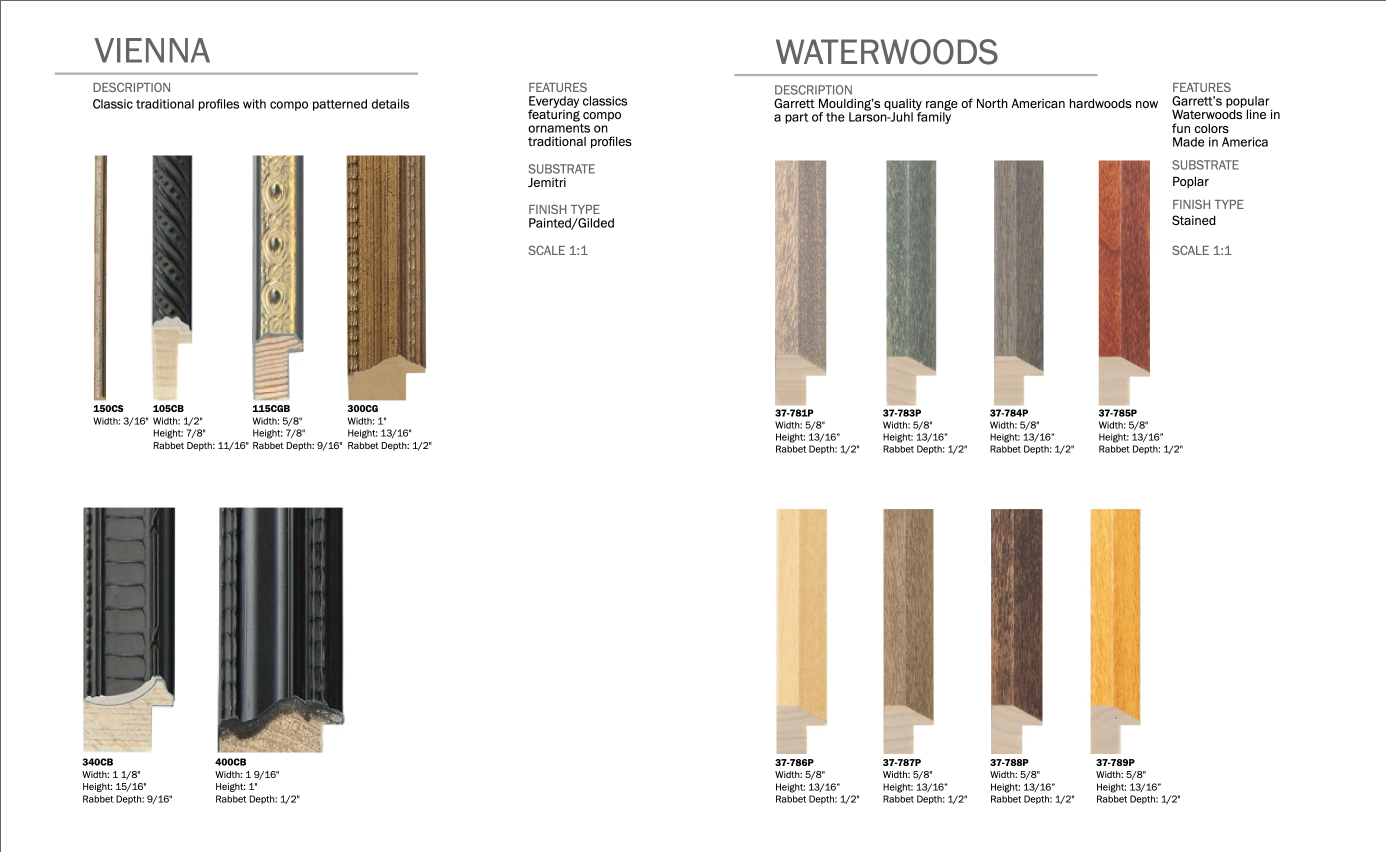 VIENNA
DESCRIPTION
Classic traditional profiles with compo patterned details
FEATURES
Everyday classics
featuring compo
ornaments on
traditional profiles
SUBSTRATE
Jemitri
FINISH TYPE
Painted/Gilded
SCALE 1:1
150CS
Width: 3/16"
105CB
Width: 1/2"
Height: 7/8"
Rabbet Depth: 11/16"
115CGB
Width: 5/8"
Height: 7/8"
Rabbet Depth: 9/16"
300CG
Width: 1"
Height: 13/16"
Rabbet Depth: 1/2"
340CB
Width: 1 1/8"
Height: 15/16"
Rabbet Depth: 9/16"
400CB
Width: 1 9/16"
Height: 1"
Rabbet Depth: 1/2"
WATERWOODS
DESCRIPTION
Garrett Moulding's quality range of North American hardwoods now
a part of the Larson-Juhl family
FEATURES
Garrett's popular
Waterwoods line in
fun colors
Made in America
SUBSTRATE
Poplar
FINISH TYPE
Stained
SCALE 1:1
37-781P
Width: 5/8"
Height: 13/16"
Rabbet Depth: 1/2"
37-783P
Width: 5/8"
Height: 13/16"
Rabbet Depth: 1/2"
37-784P
Width: 5/8"
Height: 13/16"
Rabbet Depth: 1/2"
37-785P
Width: 5/8"
Height: 13/16"
Rabbet Depth: 1/2"
37-786P
Width: 5/8"
Height: 13/16"
Rabbet Depth: 1/2"
37-787P
Width: 5/8"
Height: 13/16"
Rabbet Depth: 1/2"
37-788P
Width: 5/8"
Height: 13/16"
Rabbet Depth: 1/2"
37-789P
Width: 5/8"
Height: 13/16"
Rabbet Depth: 1/2"